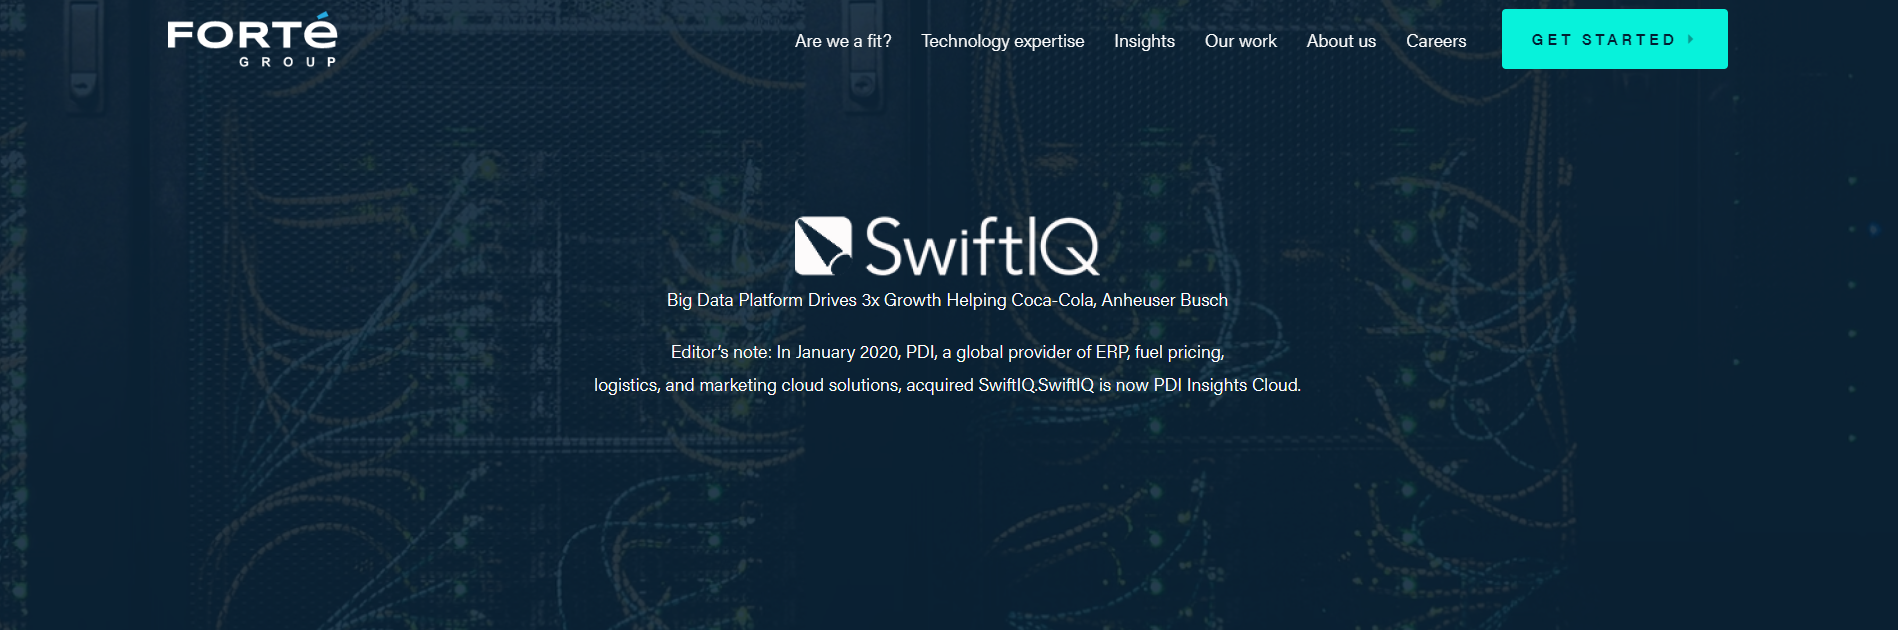 FORTÉ
GROUP
Are we a fit?
Technology expertise
Insights
Our work
About us
Careers
GET STARTED
SwiftIQ
Big Data Platform Drives 3x Growth Helping Coca-Cola, Anheuser Busch
Editor’s note: In January 2020, PDI, a global provider of ERP, fuel pricing,
logistics, and marketing cloud solutions, acquired SwiftIQ.SwiftIQ is now PDI Insights Cloud.